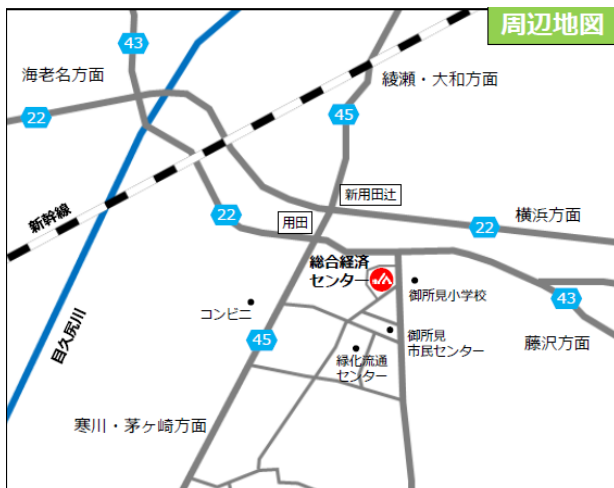 周辺地図
43
海老名方面
綾瀬・大和方面
22
45
新幹線
新用田辻
22
用田
横浜方面
22
総合経済
センター
JA
御所見小学校
コンビニ
43
目久尻川
45
御所見
市民センター
緑化流通
センター
藤沢方面
寒川・茅ヶ崎方面